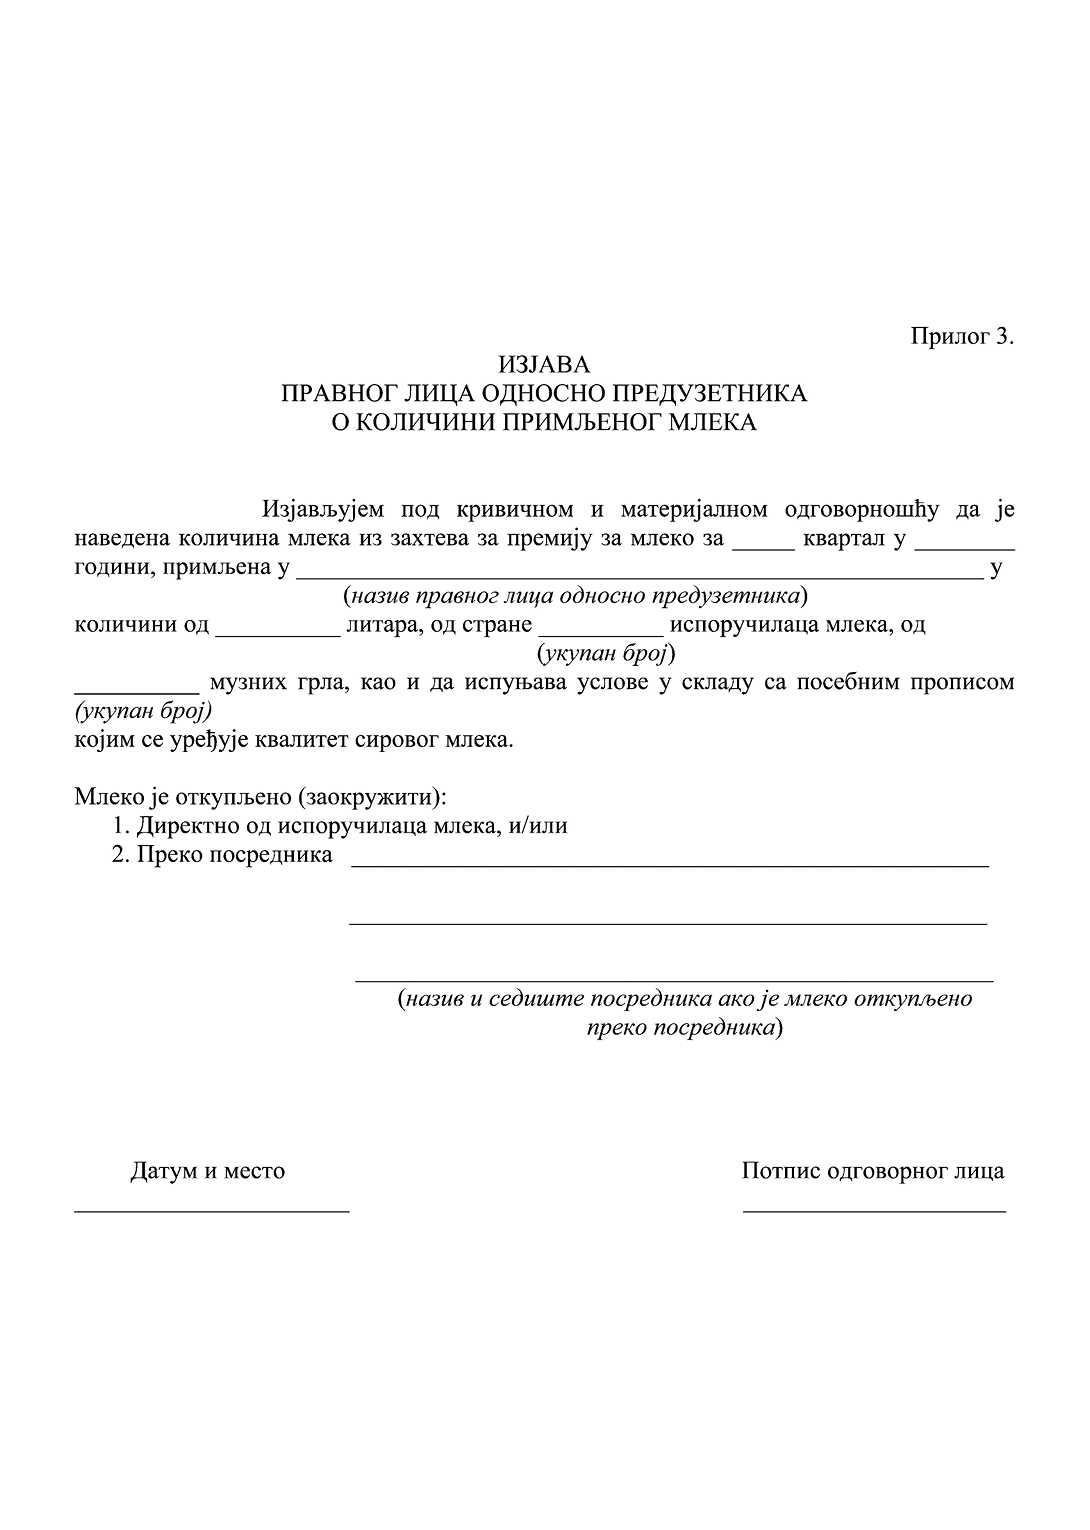 Прилог 3.
ИЗЈАВА
ПРАВНОГ ЛИЦА ОДНОСНО ПРЕДУЗЕТНИКА
О КОЛИЧИНИ ПРИМЉЕНОГ МЛЕКА
Изјављујем под кривичном и материјалном одговорношћу да је
наведена количина млека из захтева за премију за млеко за _____ квартал у ________
години, примљена у _______________________________________________________ у
(назив правног лица односно предузетника)
количини од __________ литара, од стране __________ испоручилаца млека, од
(укупан број)
__________ музних грла, као и да испуњава услове у складу са посебним прописом
(укупан број)
којим се уређује квалитет сировог млека.
Млеко је откупљено (заокружити):
1. Директно од испоручилаца млека, и/или
2. Преко посредника ___________________________________________________
___________________________________________________
___________________________________________________
(назив и седиште посредника ако је млеко откупљено
преко посредника)
Датум и место Потпис одговорног лица
______________________ _____________________